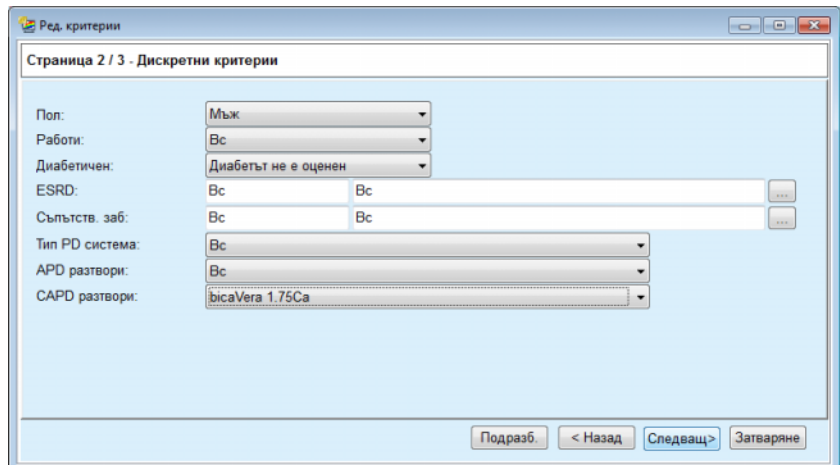 Ред. критерии
Страница 2 / 3 - Дискретни критерии
Пол: Мъж
Работи: Вс
Диабетичен: Диабетът не е оценен
ESRD: Вс Вс ...
Съпътств. заб: Вс Вс ...
Тип PD система: Вс
APD разтвори: Вс
CAPD разтвори: bicaVera 1.75Ca
Подразб. < Назад Следващ> Затваряне